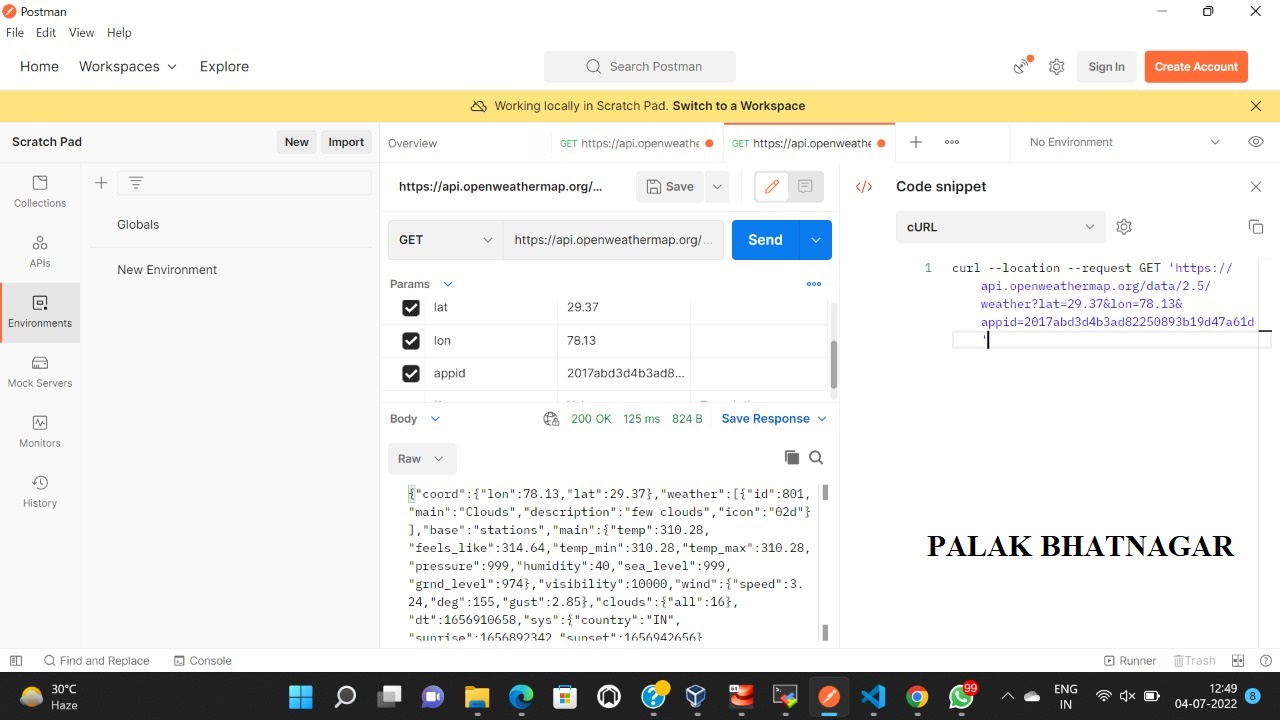 Postman
File Edit View Help
Home Workspaces Explore
Search Postman
Sign In
Create Account
Working locally in Scratch Pad. Switch to a Workspace
Scratch Pad
New
Import
Overview
GET https://api.openweathe
GET https://api.openweathe
No Environment
Collections
APIs
Environments
Mock Servers
Monitors
History
Globals
New Environment
https://api.openweathermap.org/...
Save
GET
https://api.openweathermap.org/...
Send
Params
lat 29.37
lon 78.13
appid 2017abd3d4b3ad8...
Body
200 OK 125 ms 824 B Save Response
Raw
{"coord":{"lon":78.13,"lat":29.37},"weather":[{"id":801,
"main":"Clouds","description":"few clouds","icon":"02d"}
],"base":"stations","main":{"temp":310.28,
"feels_like":314.64,"temp_min":310.28,"temp_max":310.28,
"pressure":999,"humidity":40,"sea_level":999,
"grnd_level":974},"visibility":10000,"wind":{"speed":3.
24,"deg":155,"gust":2.85},"clouds":{"all":16},
"dt":1656910658,"sys":{"country":"IN",
"sunrise":1656892342,"sunset":1656942656}
Code snippet
cURL
1 curl --location --request GET 'https://
api.openweathermap.org/data/2.5/
weather?lat=29.37&lon=78.13&
appid=2017abd3d4b3ad82250893b19d47a61d
'
PALAK BHATNAGAR
Find and Replace
Console
Runner
Trash
30°C
Haze
99
ENG
IN
12:49
04-07-2022
8